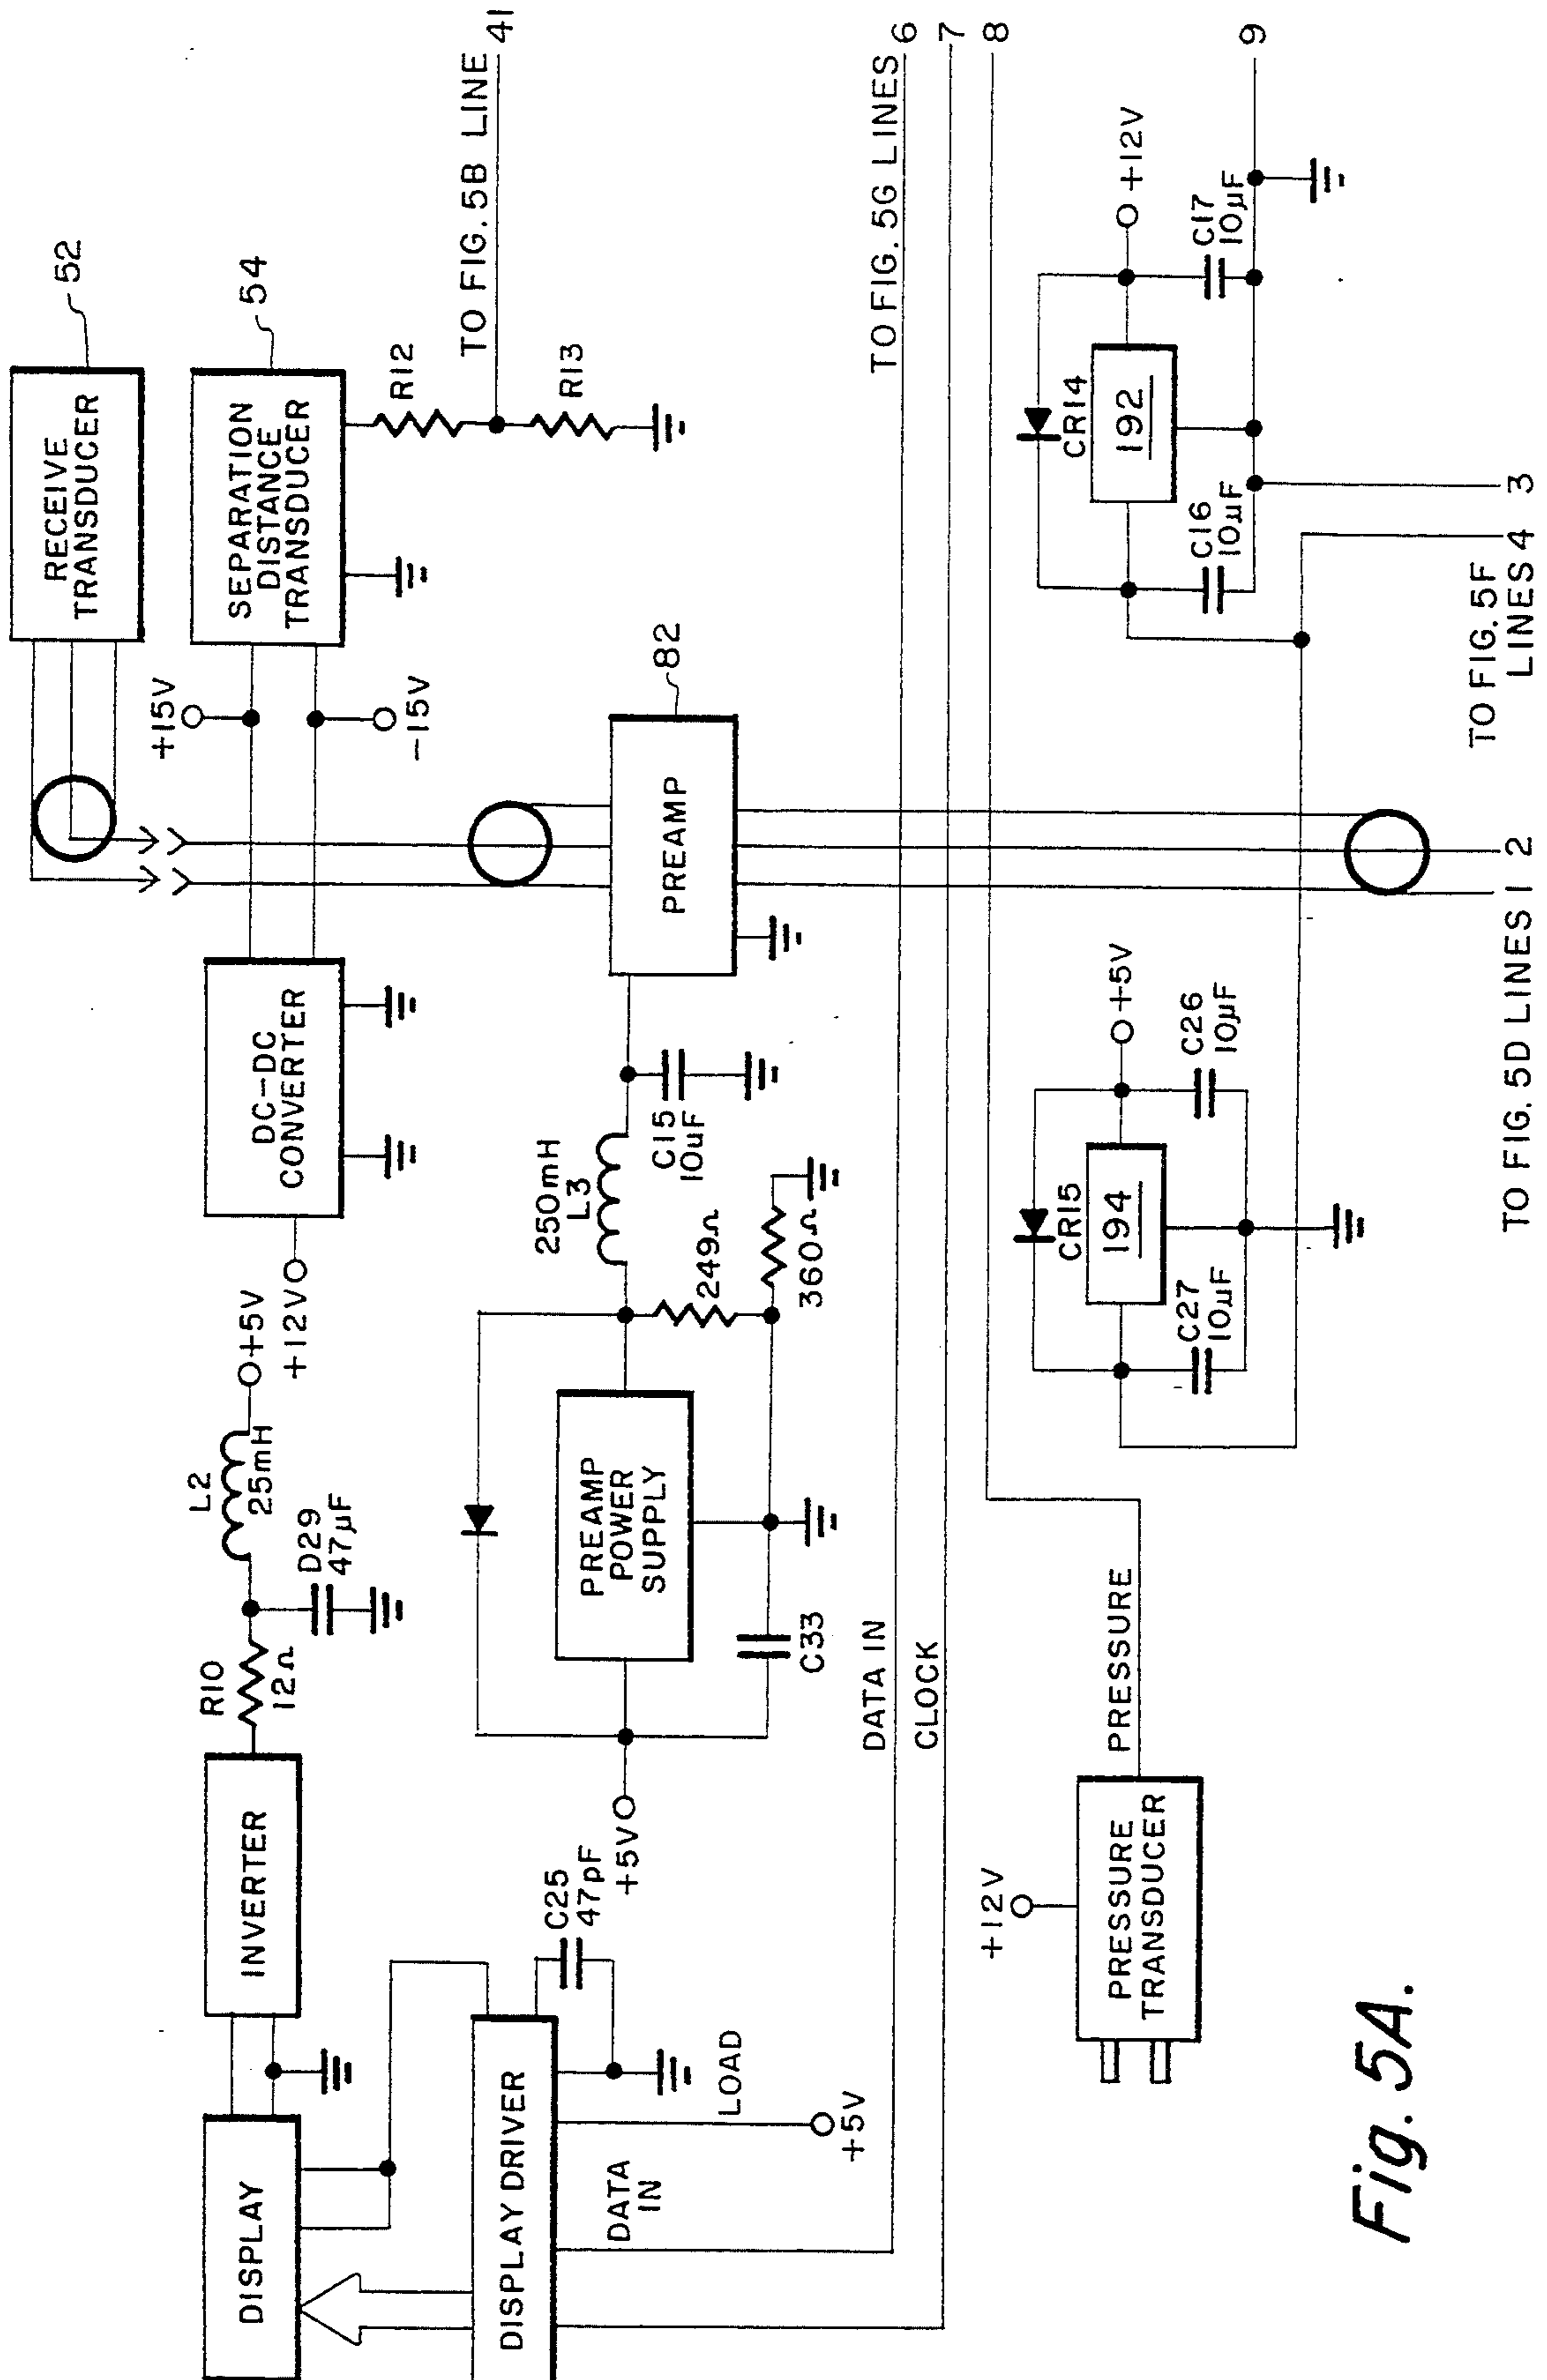 RECEIVE
TRANSDUCER
52
SEPARATION
DISTANCE
TRANSDUCER
54
+15V
-15V
R12
R13
TO FIG. 5B LINE 41
DC-DC
CONVERTER
+12V
+5V
L2
25mH
D29
47µF
R10
12Ω
INVERTER
DISPLAY
DISPLAY DRIVER
C25
47pF
LOAD
+5V
DATA
IN
PREAMP
82
250mH
L3
C15
10uF
249Ω
360Ω
PREAMP
POWER
SUPPLY
C33
+5V
DATA IN
CLOCK
TO FIG. 5G LINES 6
7
8
9
PRESSURE
PRESSURE
TRANSDUCER
+12V
CR14
192
+12V
C16
10µF
C17
10µF
CR15
194
+5V
C27
10µF
C26
10µF
TO FIG. 5F
LINES 4 3
TO FIG. 5D LINES 1 2
Fig. 5A.